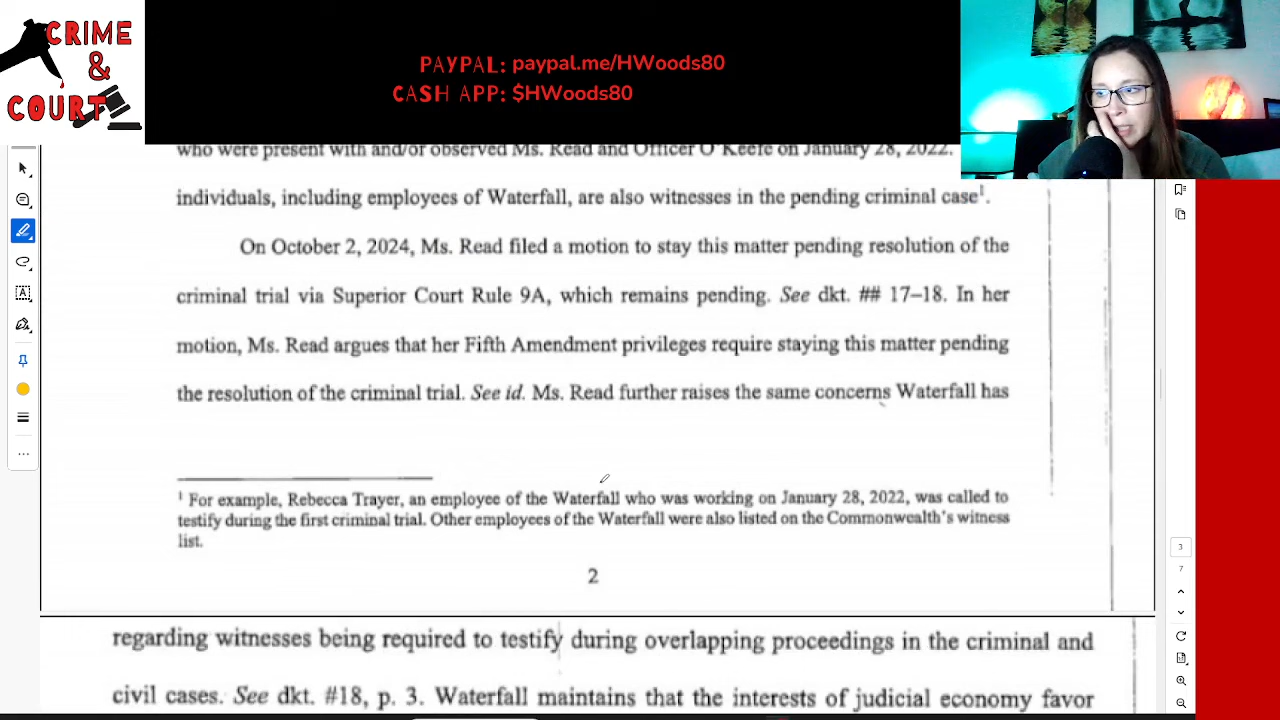 CRIME
&
COURT
PAYPAL: paypal.me/HWoods80
CASH APP: $HWoods80
who were present with and/or observed Ms. Read and Officer O'Keefe on January 28, 2022.
individuals, including employees of Waterfall, are also witnesses in the pending criminal case¹.
On October 2, 2024, Ms. Read filed a motion to stay this matter pending resolution of the
criminal trial via Superior Court Rule 9A, which remains pending. See dkt. ## 17–18. In her
motion, Ms. Read argues that her Fifth Amendment privileges require staying this matter pending
the resolution of the criminal trial. See id. Ms. Read further raises the same concerns Waterfall has
¹ For example, Rebecca Trayer, an employee of the Waterfall who was working on January 28, 2022, was called to
testify during the first criminal trial. Other employees of the Waterfall were also listed on the Commonwealth's witness
list.
2
regarding witnesses being required to testify during overlapping proceedings in the criminal and
civil cases. See dkt. #18, p. 3. Waterfall maintains that the interests of judicial economy favor
3
7